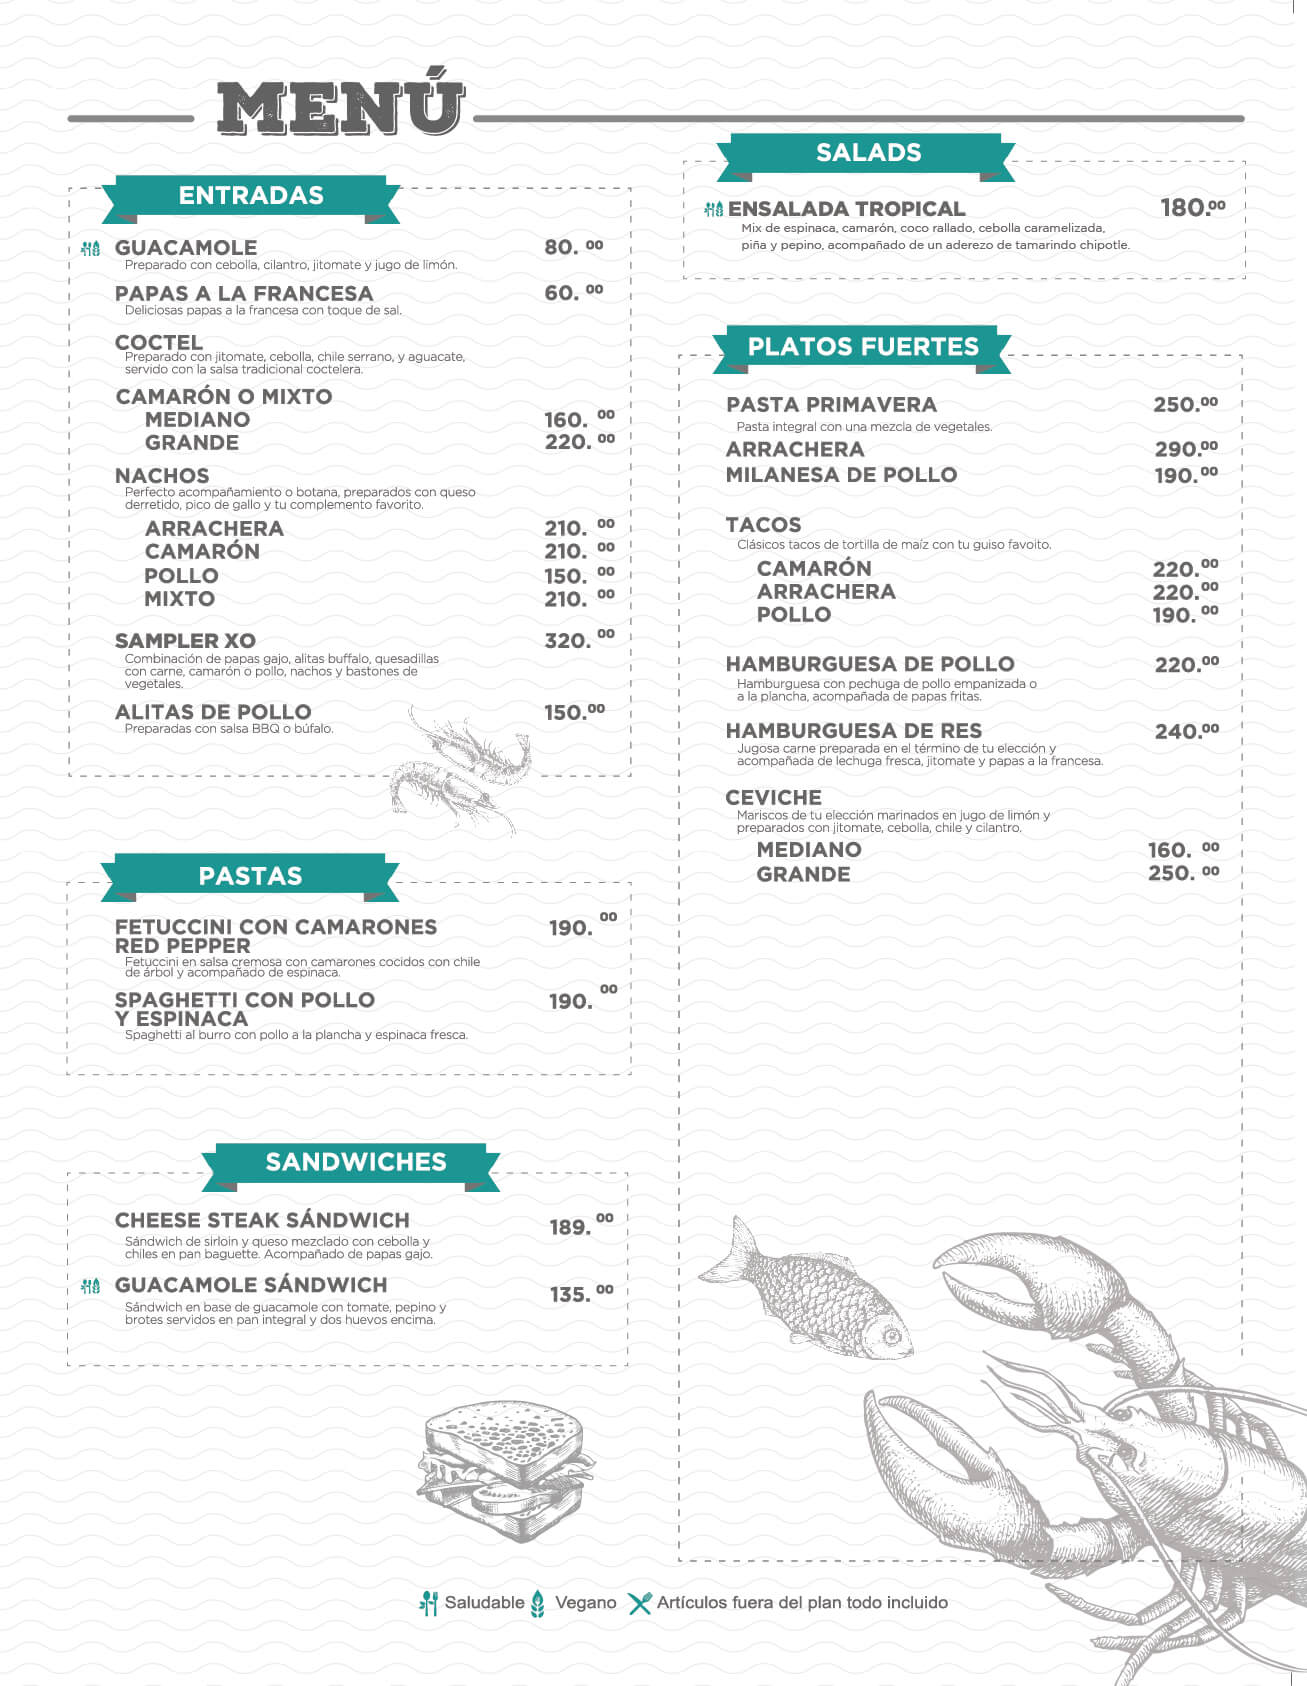 MENÚ
ENTRADAS
GUACAMOLE 80. 00
Preparado con cebolla, cilantro, jitomate y jugo de limón.
PAPAS A LA FRANCESA 60. 00
Deliciosas papas a la francesa con toque de sal.
COCTEL
Preparado con jitomate, cebolla, chile serrano, y aguacate,
servido con la salsa tradicional coctelera.
CAMARÓN O MIXTO
MEDIANO 160. 00
GRANDE 220. 00
NACHOS
Perfecto acompañamiento o botana, preparados con queso
derretido, pico de gallo y tu complemento favorito.
ARRACHERA 210. 00
CAMARÓN 210. 00
POLLO 150. 00
MIXTO 210. 00
SAMPLER XO 320. 00
Combinación de papas gajo, alitas buffalo, quesadillas
con carne, camarón o pollo, nachos y bastones de
vegetales.
ALITAS DE POLLO 150.00
Preparadas con salsa BBQ o búfalo.
PASTAS
FETUCCINI CON CAMARONES
RED PEPPER 190. 00
Fetuccini en salsa cremosa con camarones cocidos con chile
de árbol y acompañado de espinaca.
SPAGHETTI CON POLLO
Y ESPINACA 190. 00
Spaghetti al burro con pollo a la plancha y espinaca fresca.
SANDWICHES
CHEESE STEAK SÁNDWICH 189. 00
Sándwich de sirloin y queso mezclado con cebolla y
chiles en pan baguette. Acompañado de papas gajo.
GUACAMOLE SÁNDWICH 135. 00
Sándwich en base de guacamole con tomate, pepino y
brotes servidos en pan integral y dos huevos encima.
SALADS
ENSALADA TROPICAL 180.00
Mix de espinaca, camarón, coco rallado, cebolla caramelizada,
piña y pepino, acompañado de un aderezo de tamarindo chipotle.
PLATOS FUERTES
PASTA PRIMAVERA 250.00
Pasta integral con una mezcla de vegetales.
ARRACHERA 290.00
MILANESA DE POLLO 190.00
TACOS
Clásicos tacos de tortilla de maíz con tu guiso favoito.
CAMARÓN 220.00
ARRACHERA 220.00
POLLO 190. 00
HAMBURGUESA DE POLLO 220.00
Hamburguesa con pechuga de pollo empanizada o
a la plancha, acompañada de papas fritas.
HAMBURGUESA DE RES 240.00
Jugosa carne preparada en el término de tu elección y
acompañada de lechuga fresca, jitomate y papas a la francesa.
CEVICHE
Mariscos de tu elección marinados en jugo de limón y
preparados con jitomate, cebolla, chile y cilantro.
MEDIANO 160. 00
GRANDE 250. 00
Saludable Vegano Artículos fuera del plan todo incluido